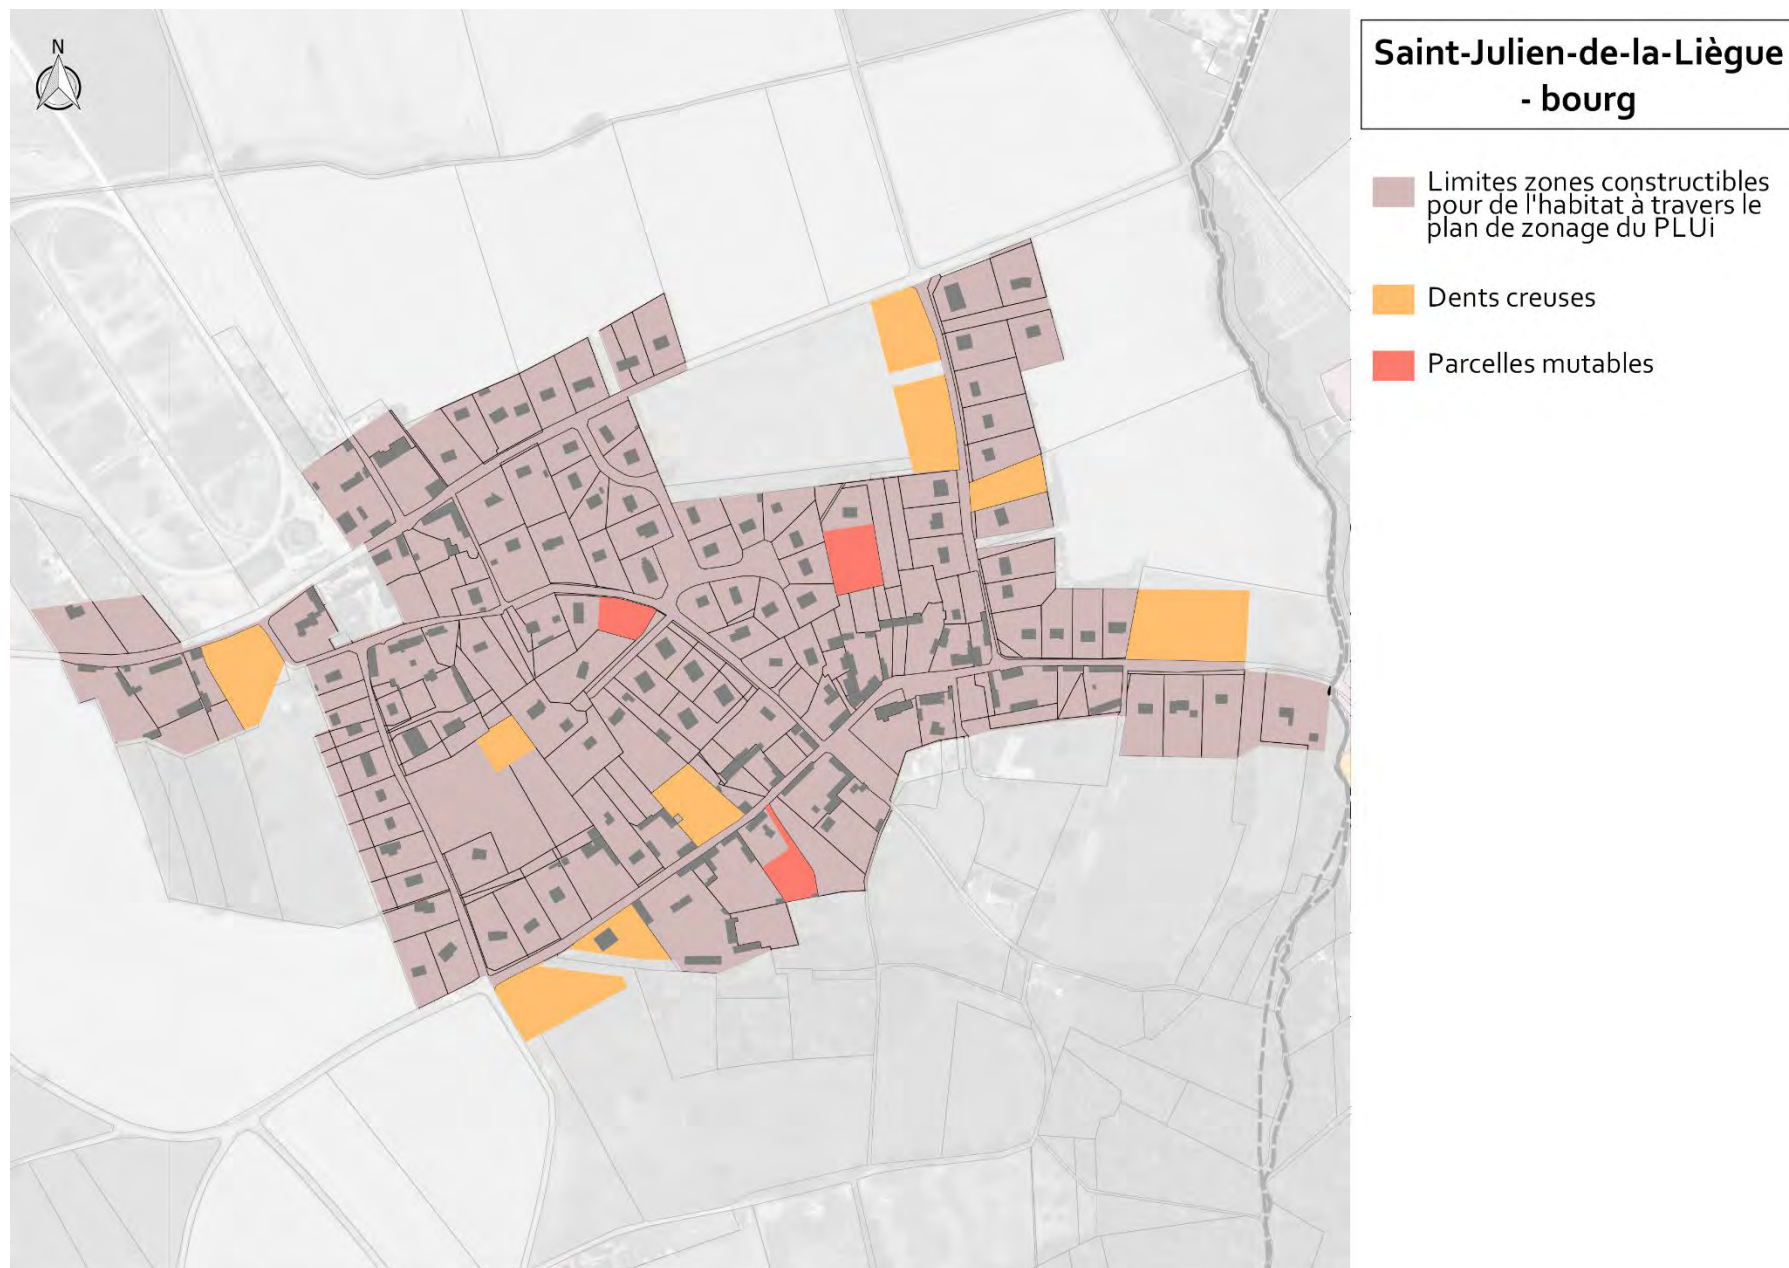 N
Saint-Julien-de-la-Liègue
- bourg
Limites zones constructibles
pour de l'habitat à travers le
plan de zonage du PLUi
Dents creuses
Parcelles mutables